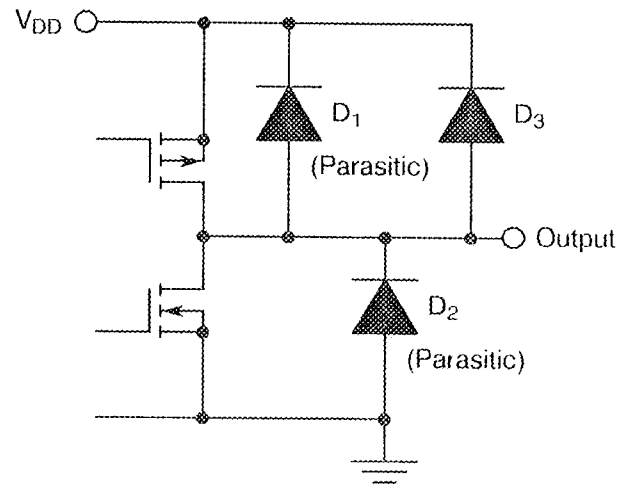 V_DD
D_1
D_3
(Parasitic)
Output
D_2
(Parasitic)